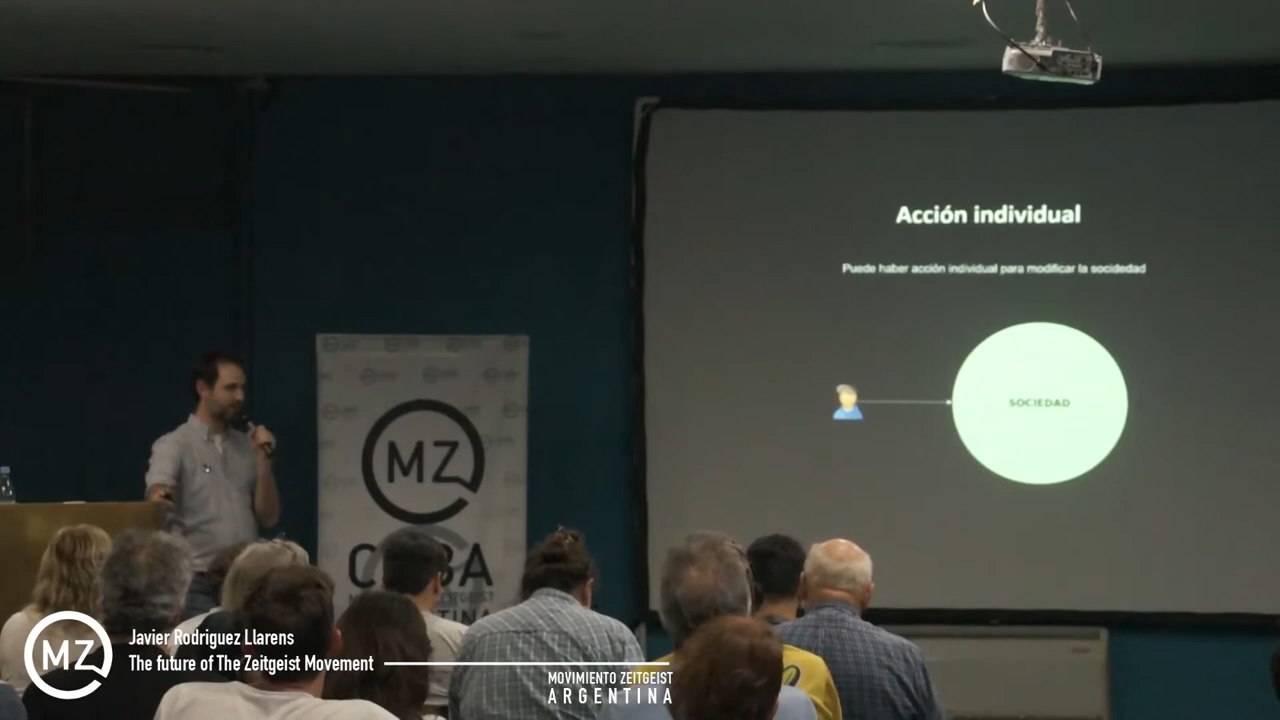 Acción individual
Puede haber acción individual para modificar la socidedad
SOCIEDAD
MZ
MZ
Javier Rodriguez Llarens
The future of The Zeitgeist Movement
MOVIMIENTO ZEITGEIST
ARGENTINA